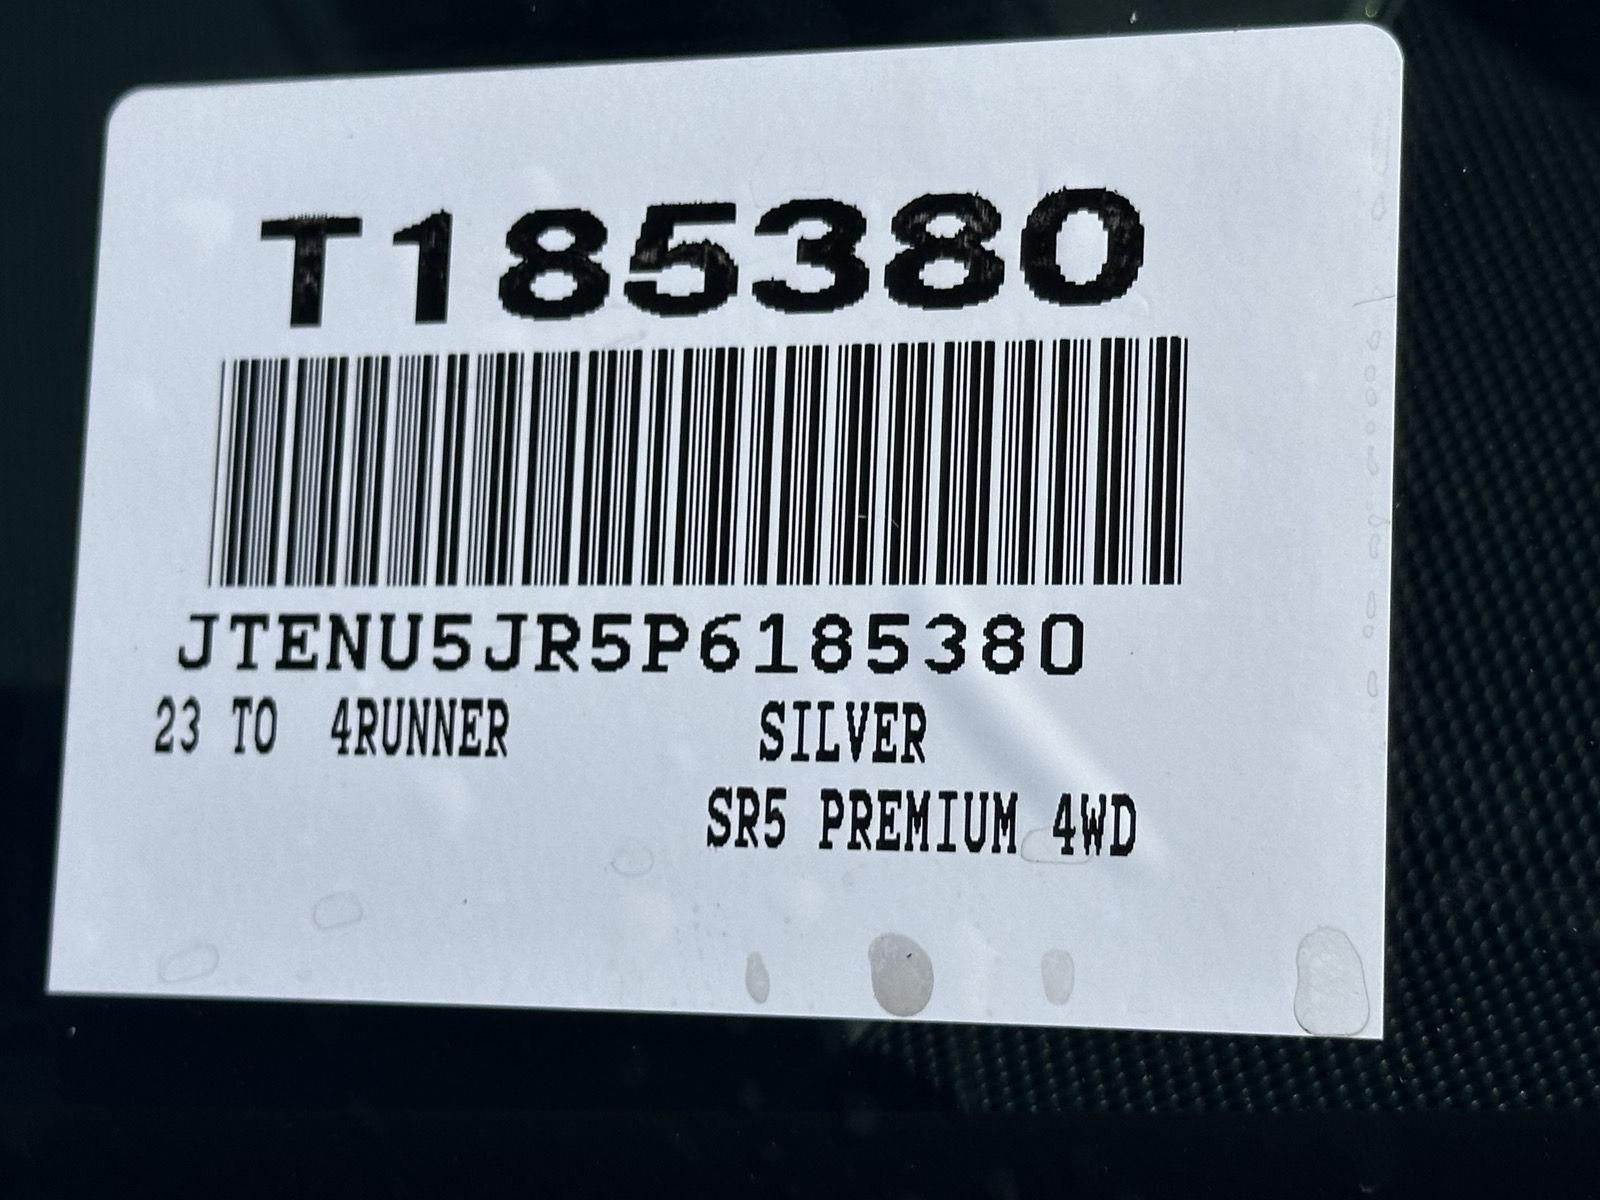 T185380
JTENU5JR5P6185380
23 TO 4RUNNER SILVER
SR5 PREMIUM 4WD